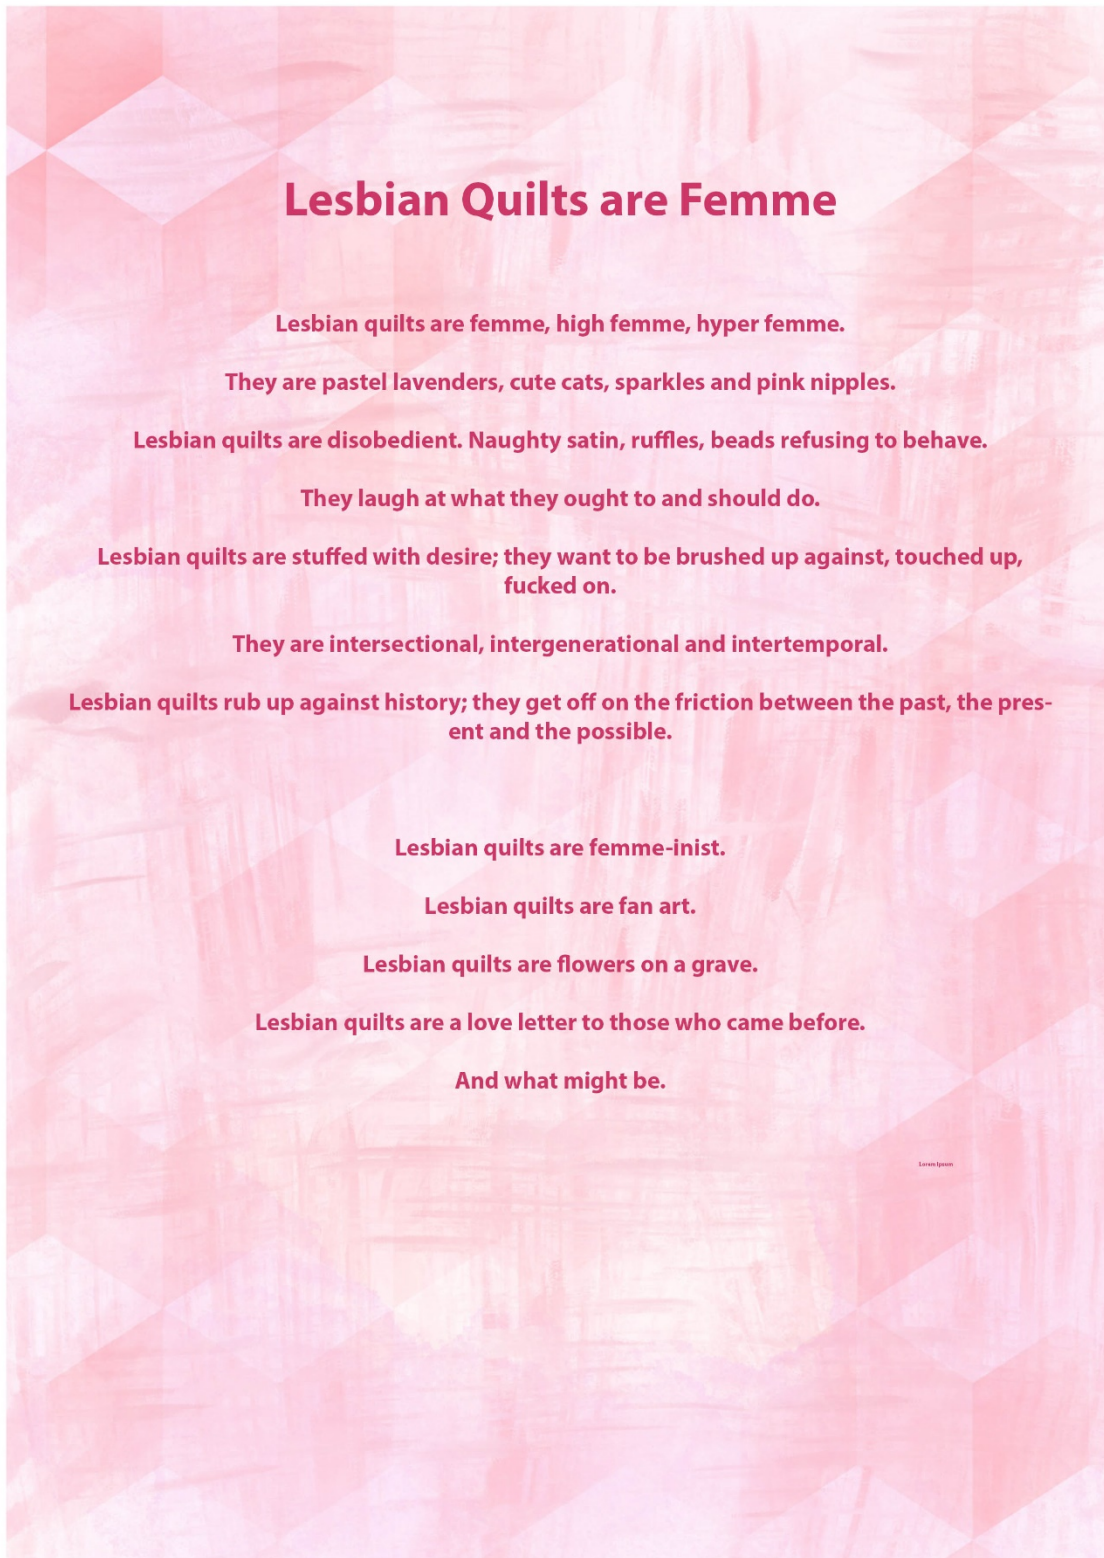 Lesbian Quilts are Femme
Lesbian quilts are femme, high femme, hyper femme.
They are pastel lavenders, cute cats, sparkles and pink nipples.
Lesbian quilts are disobedient. Naughty satin, ruffles, beads refusing to behave.
They laugh at what they ought to and should do.
Lesbian quilts are stuffed with desire; they want to be brushed up against, touched up,
fucked on.
They are intersectional, intergenerational and intertemporal.
Lesbian quilts rub up against history; they get off on the friction between the past, the pres-
ent and the possible.
Lesbian quilts are femme-inist.
Lesbian quilts are fan art.
Lesbian quilts are flowers on a grave.
Lesbian quilts are a love letter to those who came before.
And what might be.
Lorem Ipsum